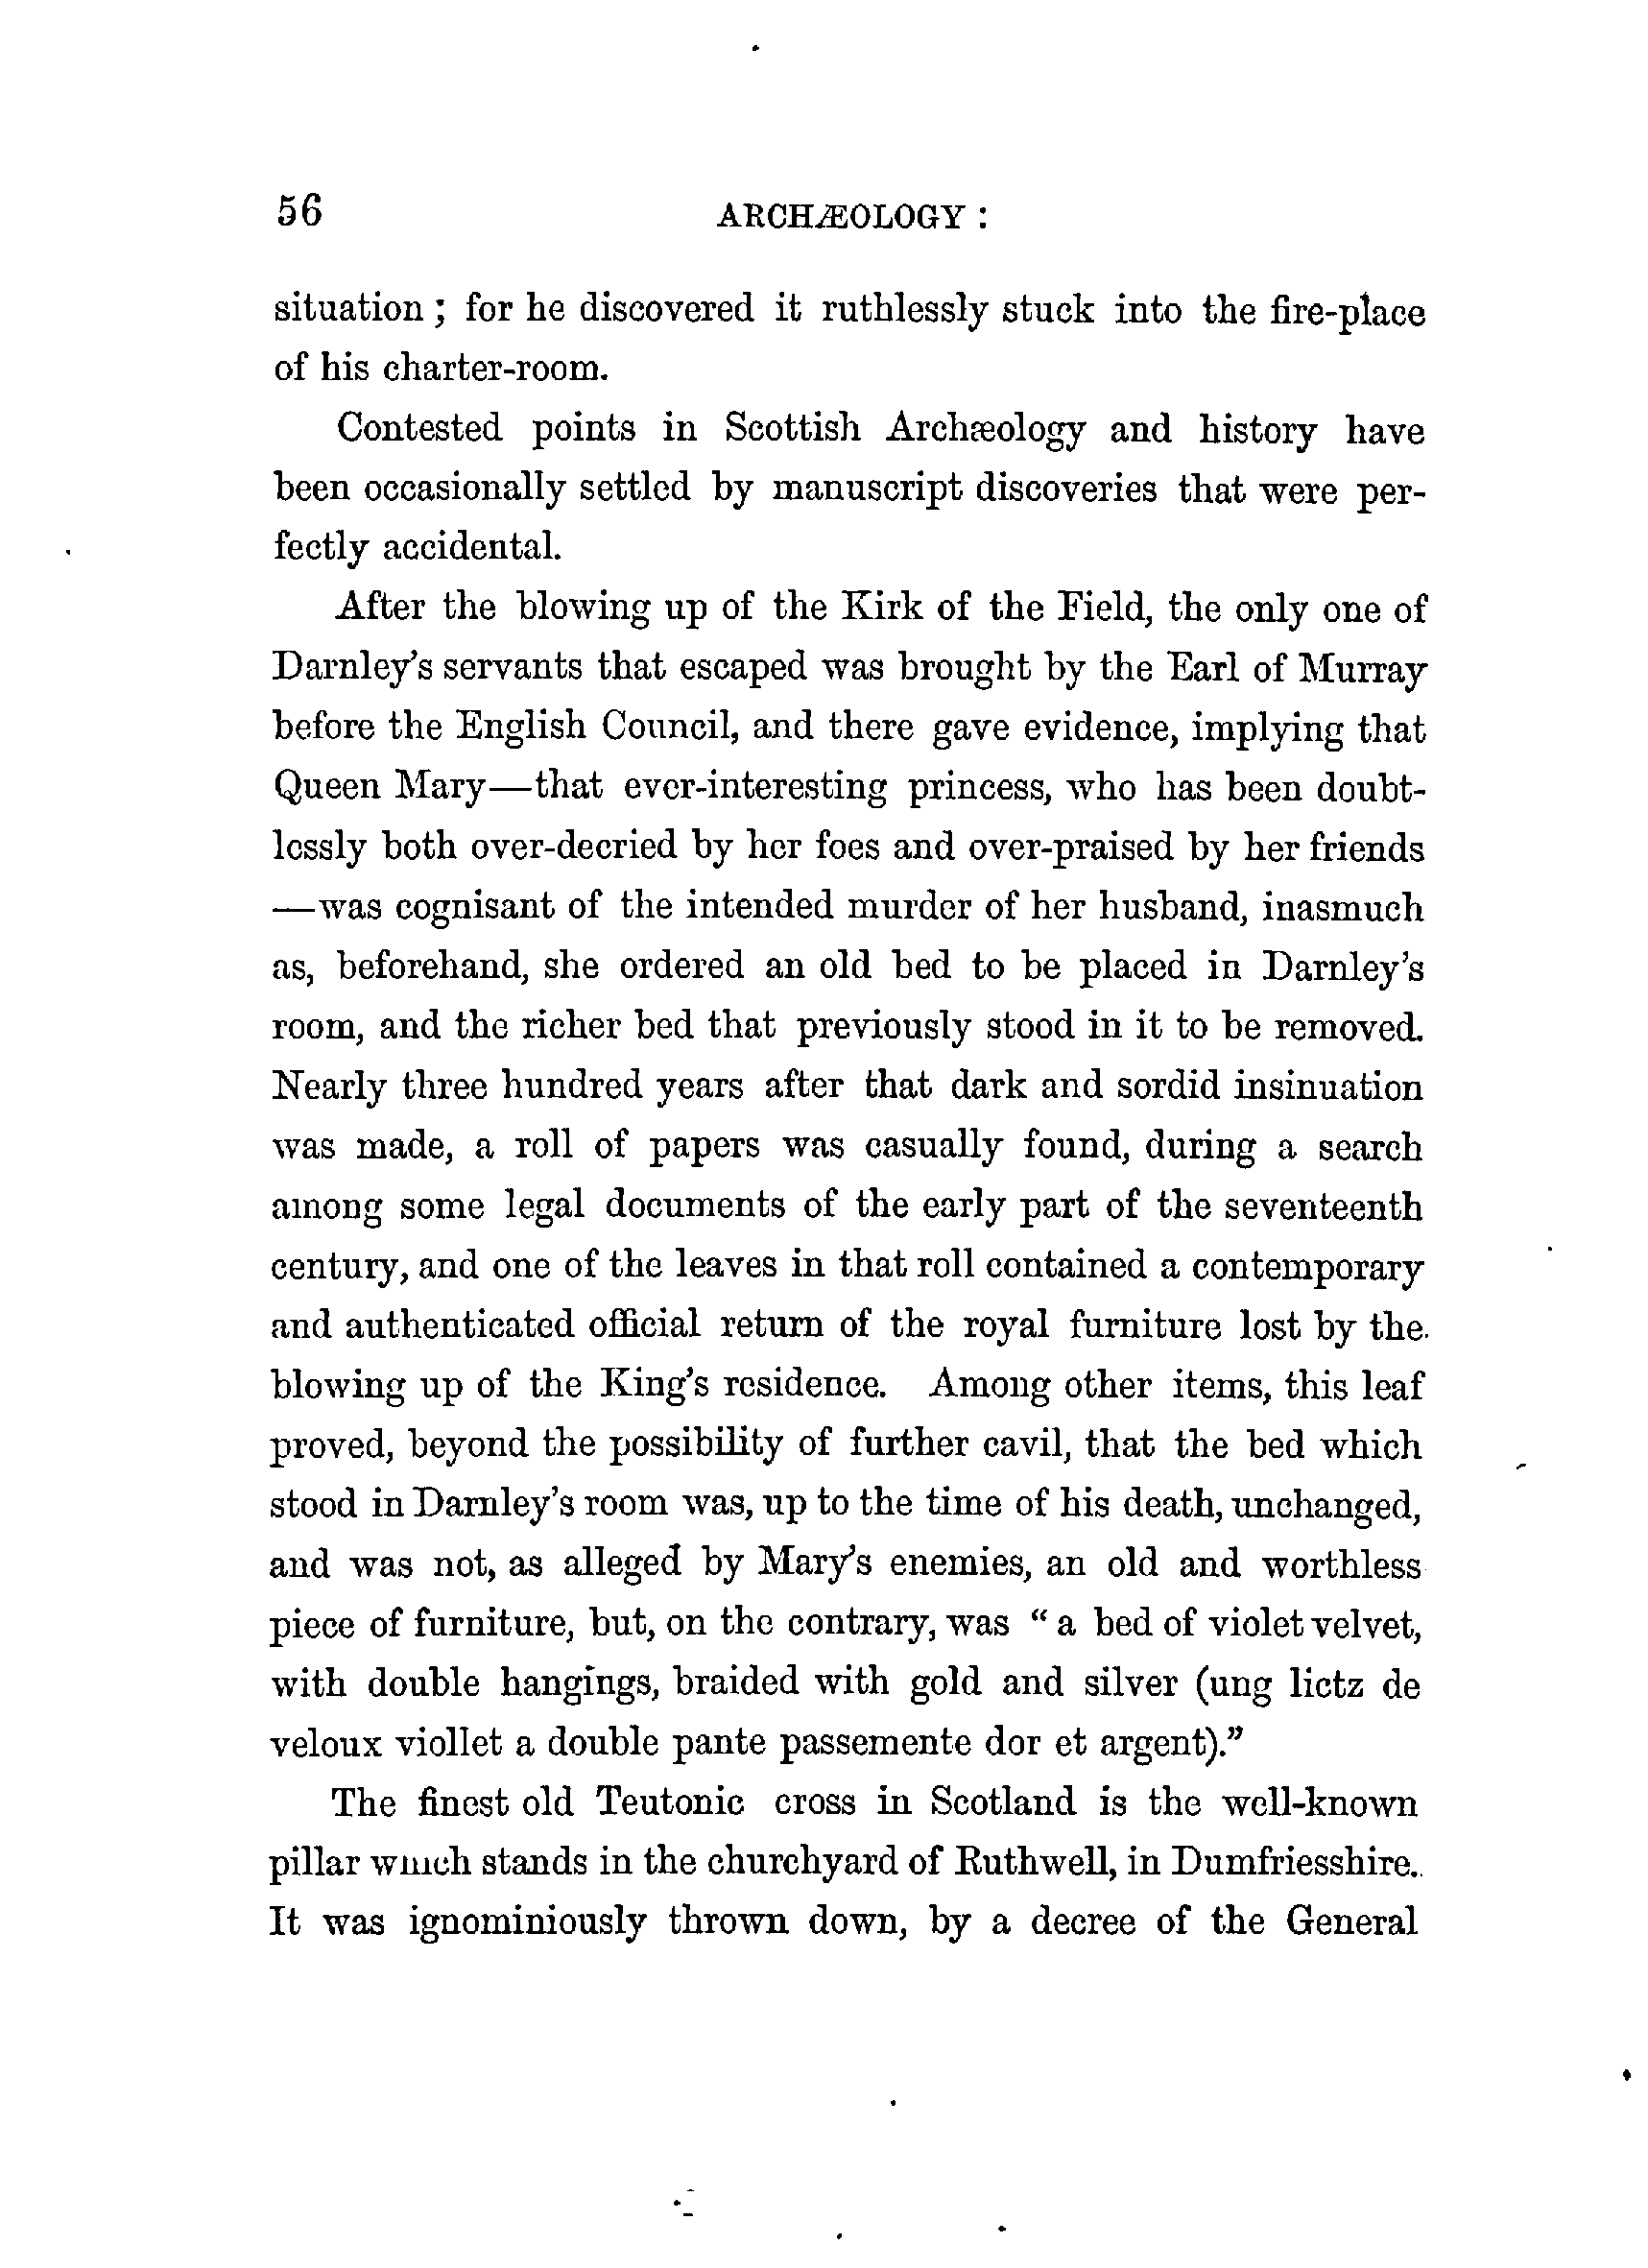 56 ARCHÆOLOGY :
situation ; for he discovered it ruthlessly stuck into the fire-place
of his charter-room.
Contested points in Scottish Archæology and history have
been occasionally settled by manuscript discoveries that were per-
fectly accidental.
After the blowing up of the Kirk of the Field, the only one of
Darnley's servants that escaped was brought by the Earl of Murray
before the English Council, and there gave evidence, implying that
Queen Mary—that ever-interesting princess, who has been doubt-
lessly both over-decried by her foes and over-praised by her friends
—was cognisant of the intended murder of her husband, inasmuch
as, beforehand, she ordered an old bed to be placed in Darnley's
room, and the richer bed that previously stood in it to be removed.
Nearly three hundred years after that dark and sordid insinuation
was made, a roll of papers was casually found, during a search
among some legal documents of the early part of the seventeenth
century, and one of the leaves in that roll contained a contemporary
and authenticated official return of the royal furniture lost by the
blowing up of the King's residence. Among other items, this leaf
proved, beyond the possibility of further cavil, that the bed which
stood in Darnley's room was, up to the time of his death, unchanged,
and was not, as alleged by Mary's enemies, an old and worthless
piece of furniture, but, on the contrary, was " a bed of violet velvet,
with double hangings, braided with gold and silver (ung lictz de
veloux viollet a double pante passemente dor et argent)."
The finest old Teutonic cross in Scotland is the well-known
pillar which stands in the churchyard of Ruthwell, in Dumfriesshire.
It was ignominiously thrown down, by a decree of the General